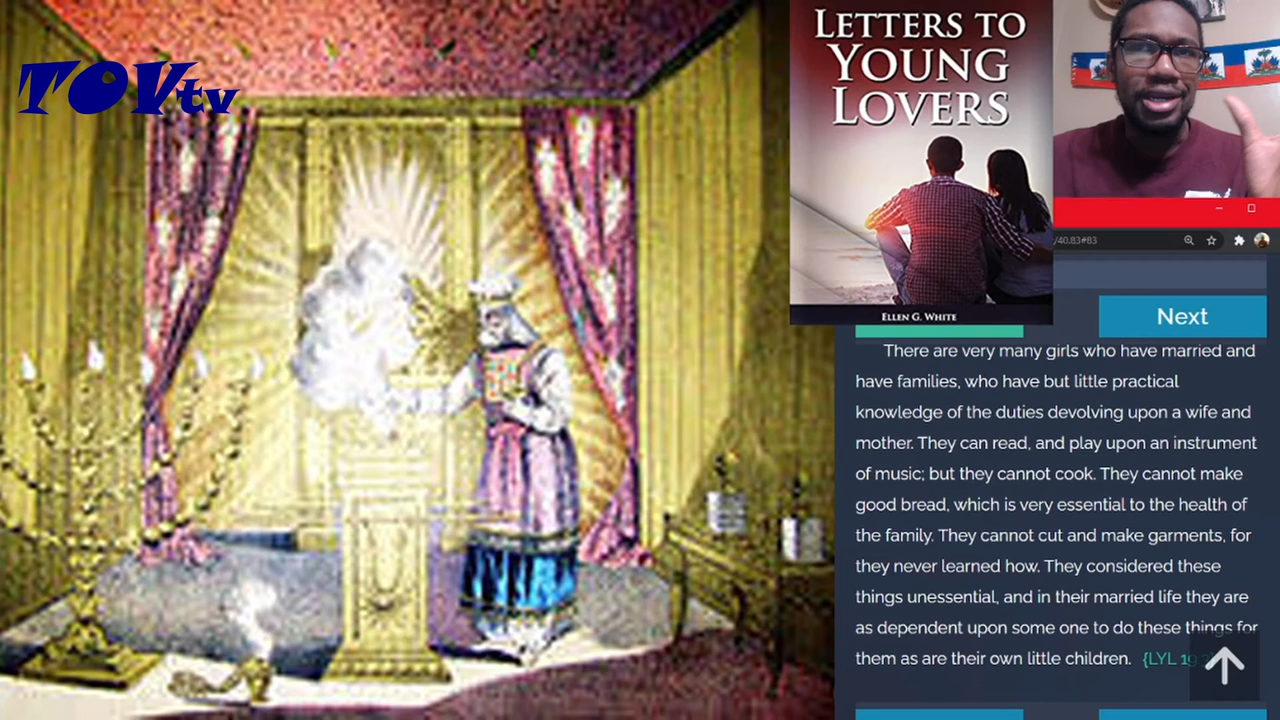 TOVtv
LETTERS TO
YOUNG
LOVERS
ELLEN G. WHITE
/40.83#83
Next
There are very many girls who have married and
have families, who have but little practical
knowledge of the duties devolving upon a wife and
mother. They can read, and play upon an instrument
of music; but they cannot cook. They cannot make
good bread, which is very essential to the health of
the family. They cannot cut and make garments, for
they never learned how. They considered these
things unessential, and in their married life they are
as dependent upon some one to do these things for
them as are their own little children. {LYL